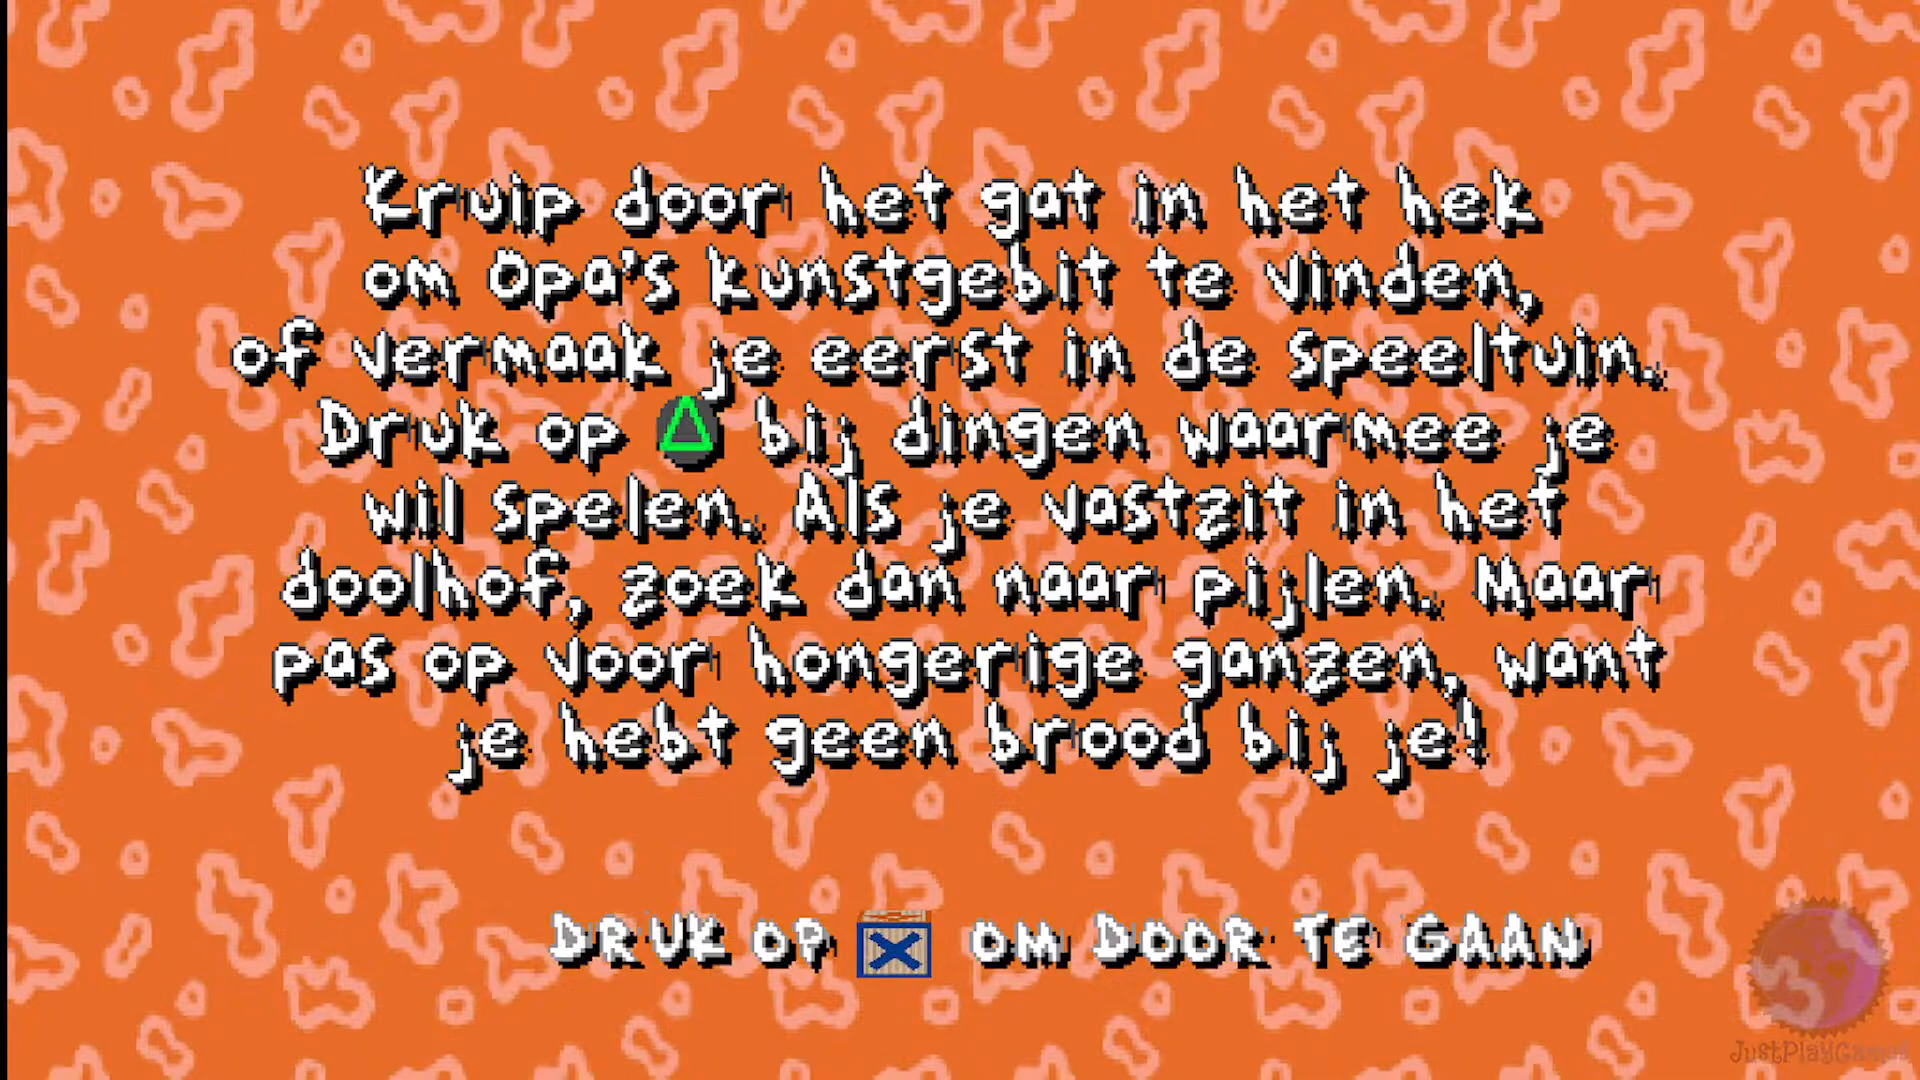 Kruip door het gat in het hek
om Opa's kunstgebit te vinden,
of vermaak je eerst in de speeltuin.
Druk op △ bij dingen waarmee je
wil spelen. Als je vastzit in het
doolhof, zoek dan naar pijlen. Maar
pas op voor hongerige ganzen, want
je hebt geen brood bij je!
DRUK OP X OM DOOR TE GAAN
JustPlayGames